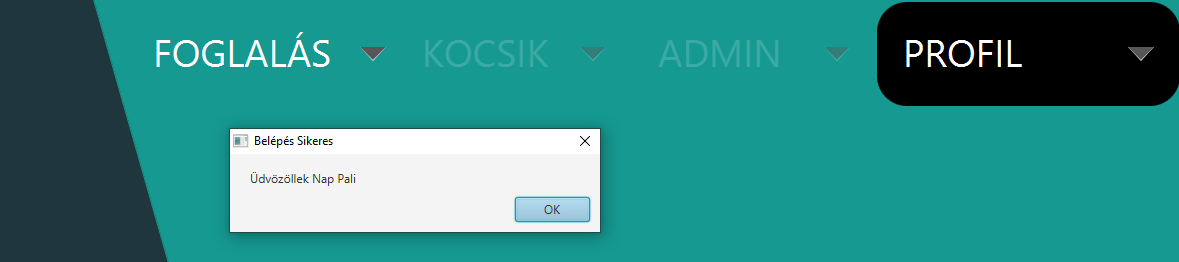 FOGLALÁS KOCSIK ADMIN PROFIL
Belépés Sikeres
Üdvözöllek Nap Pali
OK